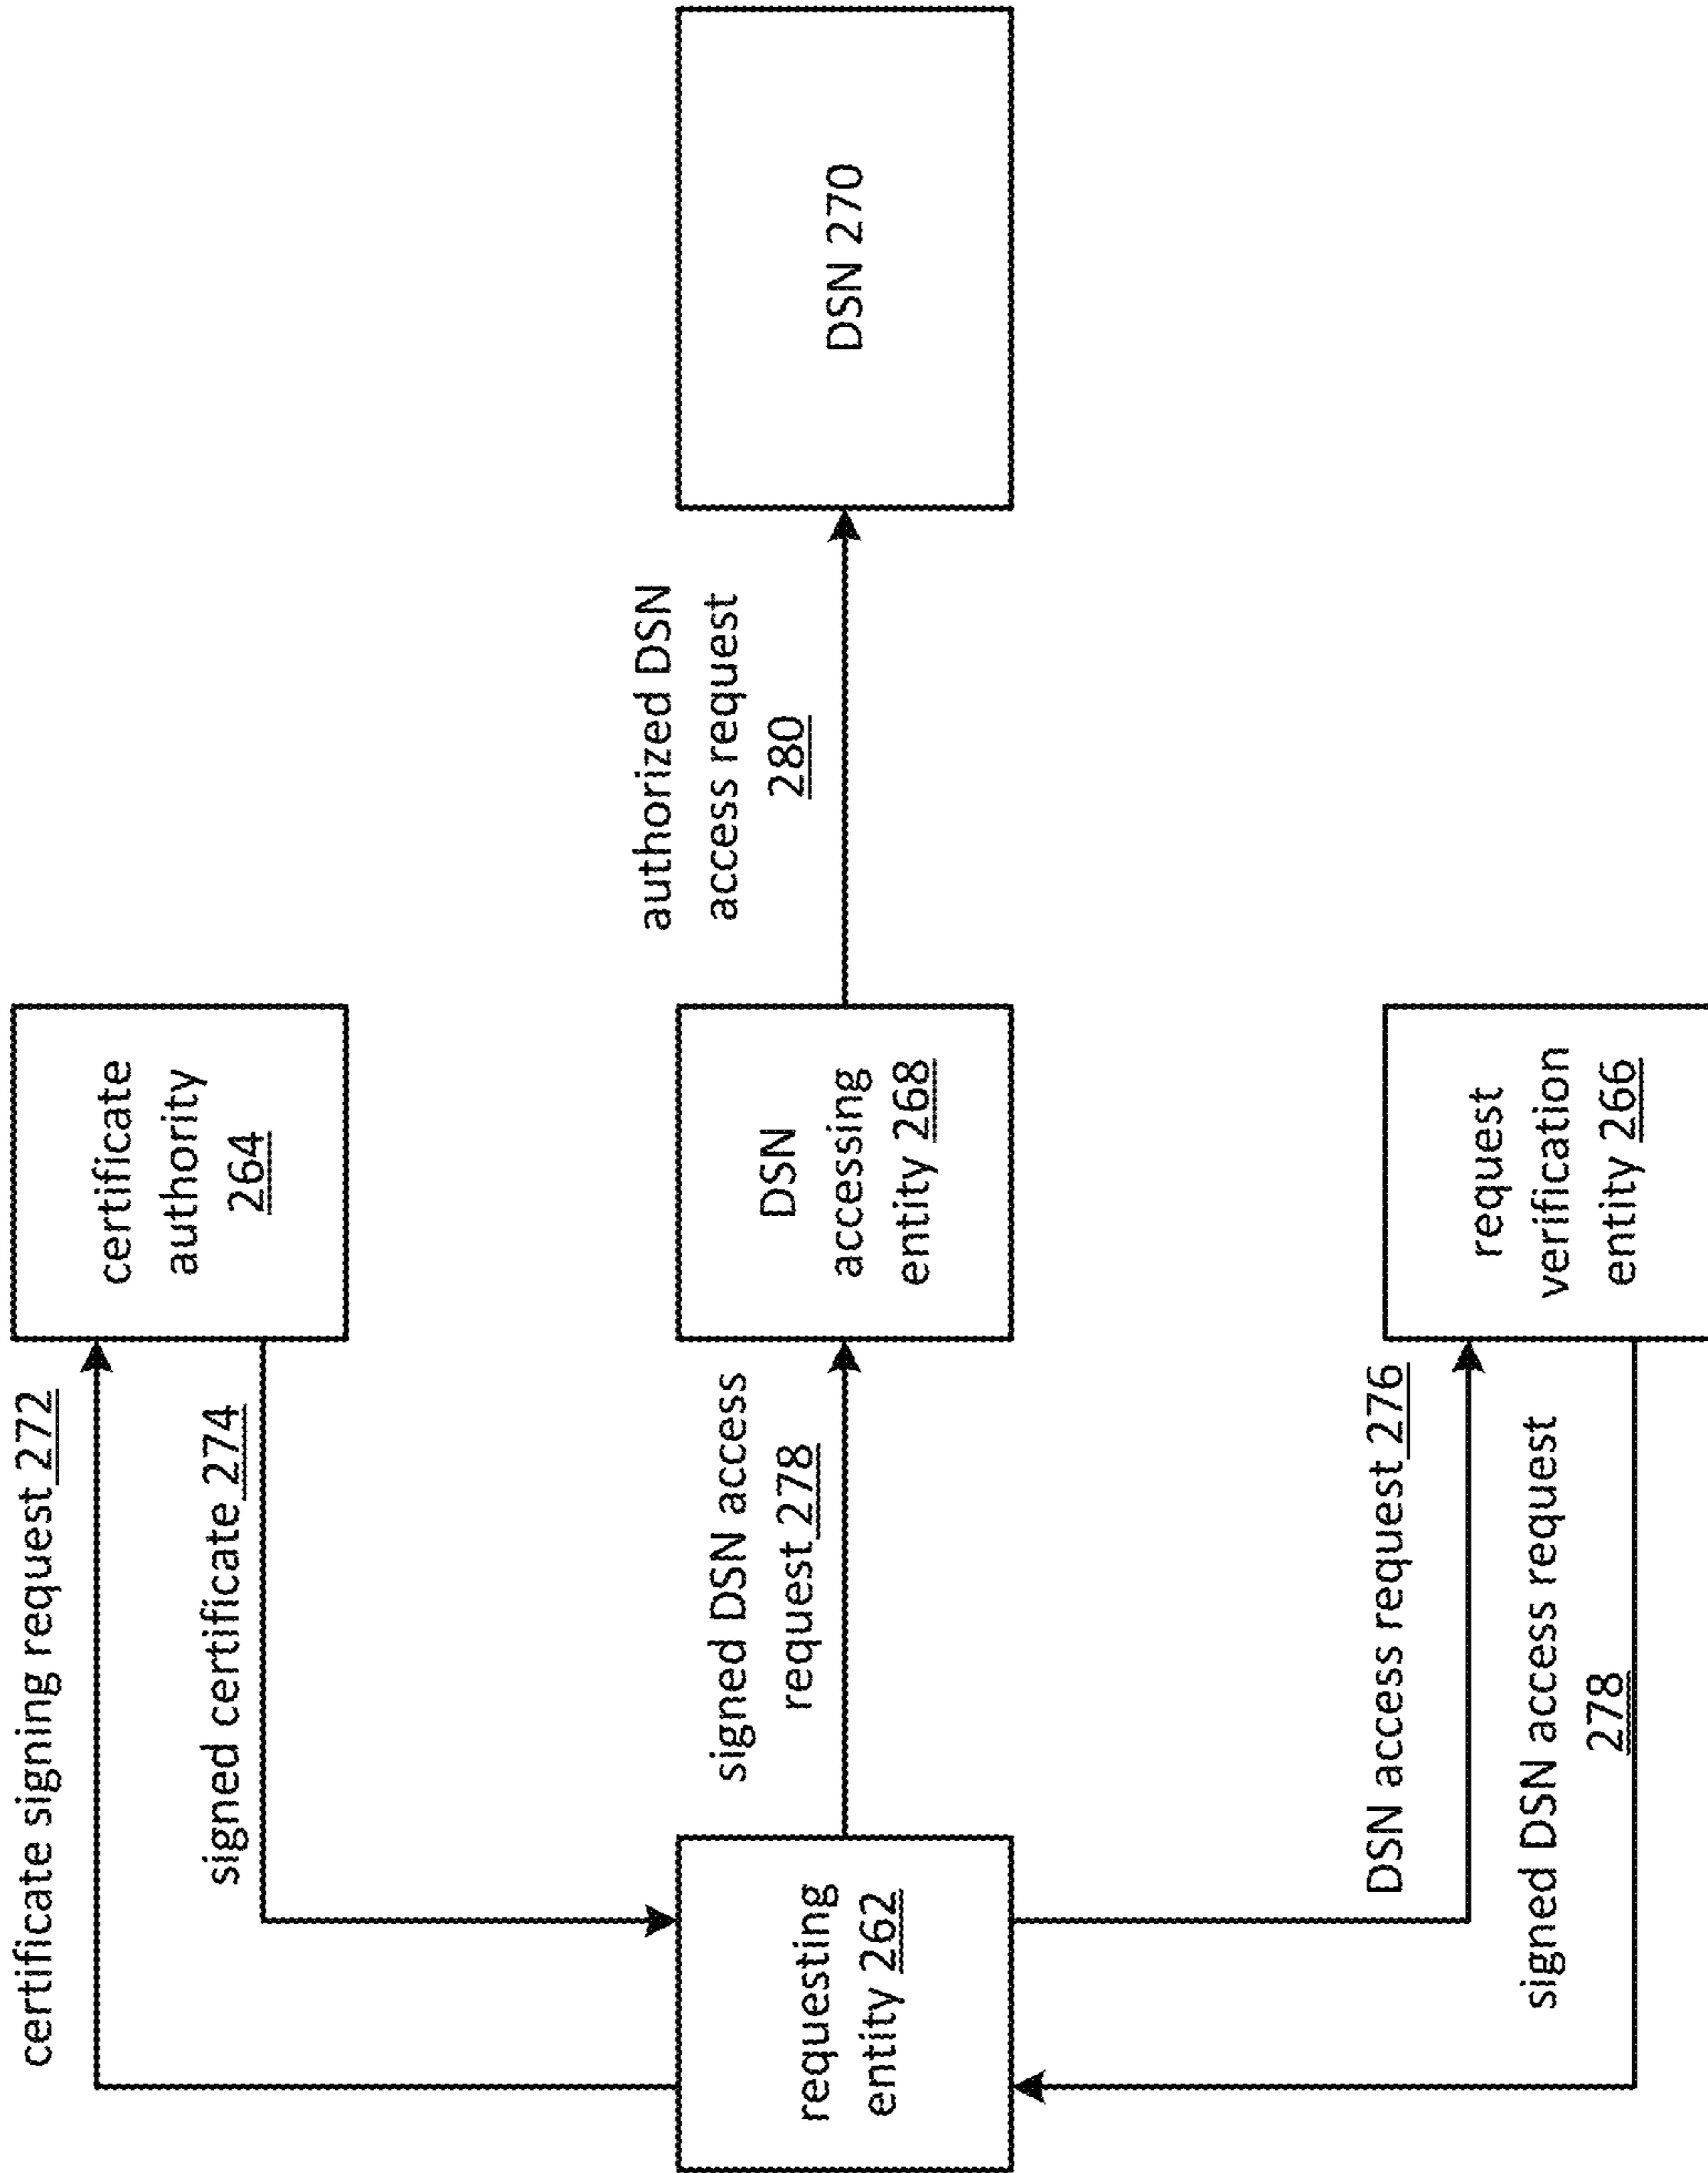 certificate signing request 272
signed certificate 274
certificate
authority
264
signed DSN access
request 278
requesting
entity 262
DSN
accessing
entity 268
authorized DSN
access request
280
DSN 270
DSN access request 276
signed DSN access request
278
request
verification
entity 266